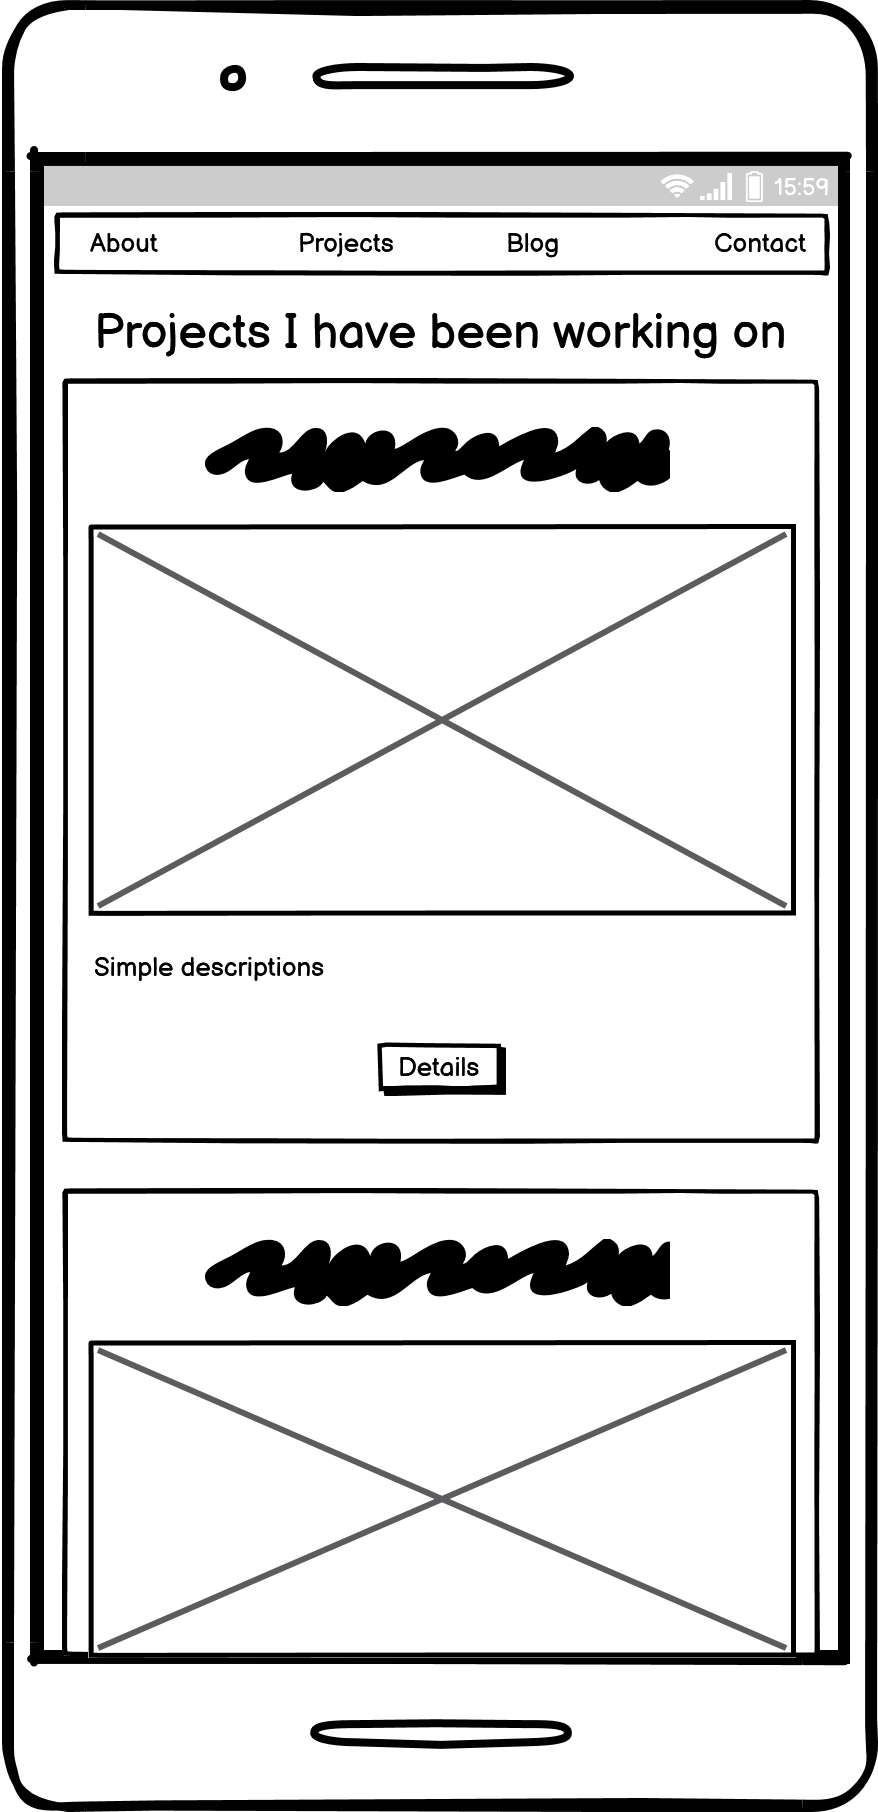 15:59
About Projects Blog Contact
Projects I have been working on
Simple descriptions
Details